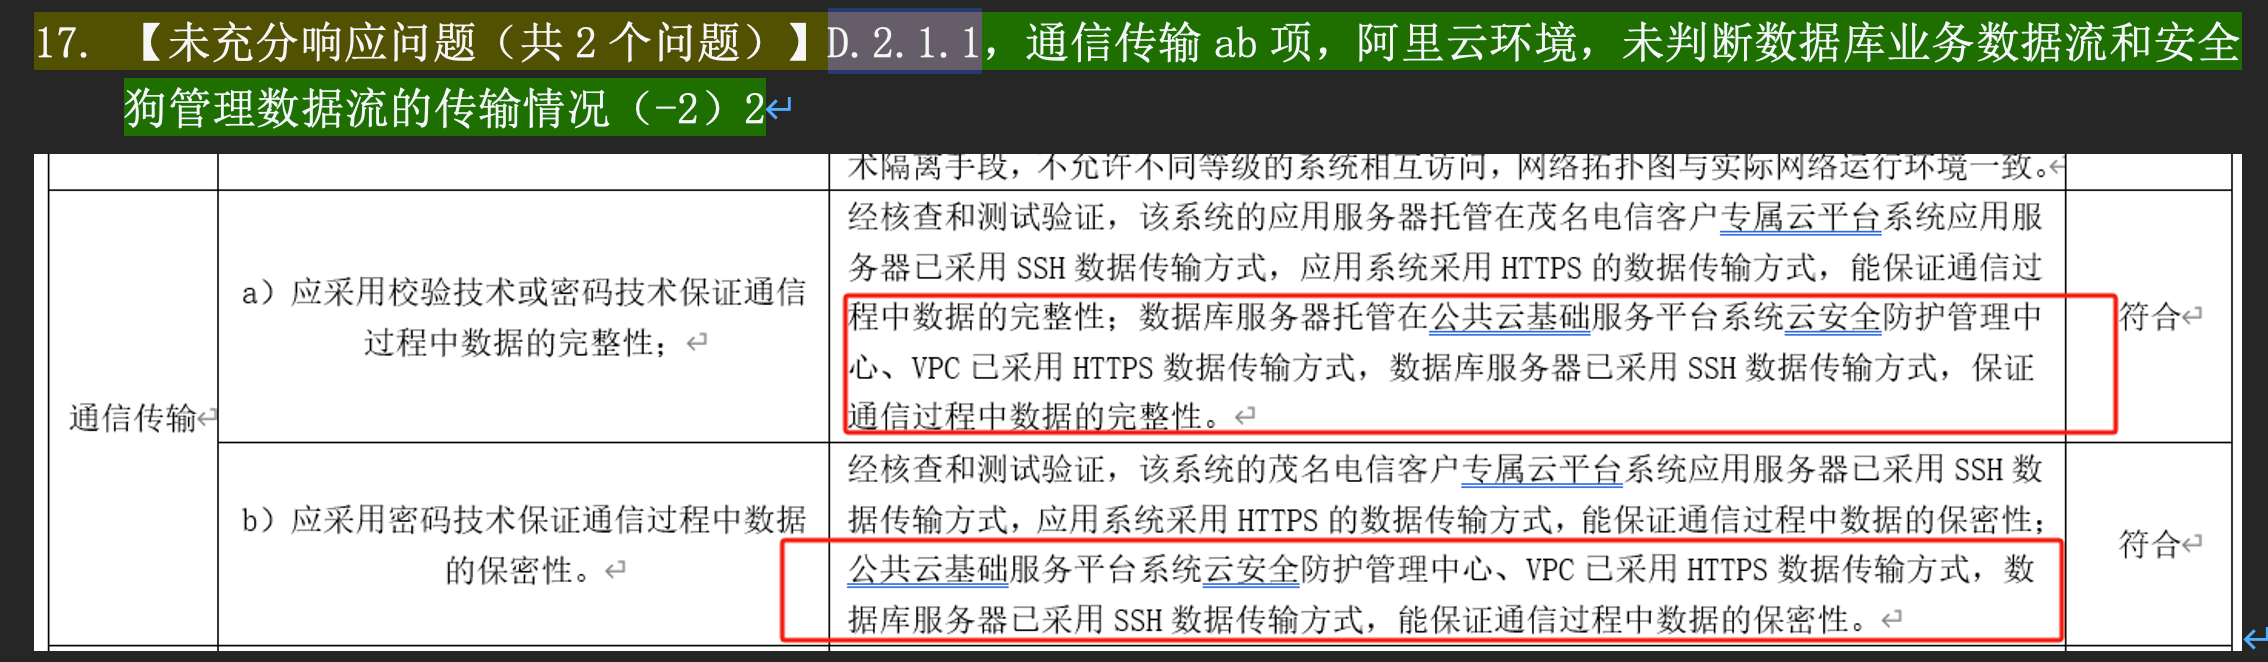 17. 【未充分响应问题（共 2 个问题）】D.2.1.1，通信传输 ab 项，阿里云环境，未判断数据库业务数据流和安全
狗管理数据流的传输情况（-2）2↵
术隔离手段，不允许不同等级的系统相互访问，网络拓扑图与实际网络运行环境一致。↵
通信传输↵
a）应采用校验技术或密码技术保证通信
过程中数据的完整性；↵
经核查和测试验证，该系统的应用服务器托管在茂名电信客户专属云平台系统应用服
务器已采用 SSH 数据传输方式，应用系统采用 HTTPS 的数据传输方式，能保证通信过
程中数据的完整性；数据库服务器托管在公共云基础服务平台系统云安全防护管理中
心、VPC 已采用 HTTPS 数据传输方式，数据库服务器已采用 SSH 数据传输方式，保证
通信过程中数据的完整性。↵
符合↵
b）应采用密码技术保证通信过程中数据
的保密性。↵
经核查和测试验证，该系统的茂名电信客户专属云平台系统应用服务器已采用 SSH 数
据传输方式，应用系统采用 HTTPS 的数据传输方式，能保证通信过程中数据的保密性；
公共云基础服务平台系统云安全防护管理中心、VPC 已采用 HTTPS 数据传输方式，数
据库服务器已采用 SSH 数据传输方式，能保证通信过程中数据的保密性。↵
符合↵
↵